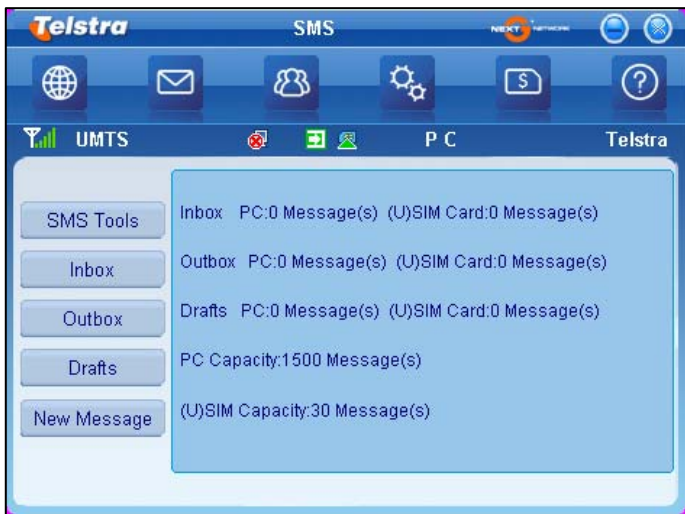 Telstra SMS NEXT G NETWORK
$ ?
UMTS P C Telstra
SMS Tools
Inbox
Outbox
Drafts
New Message
Inbox PC:0 Message(s) (U)SIM Card:0 Message(s)
Outbox PC:0 Message(s) (U)SIM Card:0 Message(s)
Drafts PC:0 Message(s) (U)SIM Card:0 Message(s)
PC Capacity:1500 Message(s)
(U)SIM Capacity:30 Message(s)